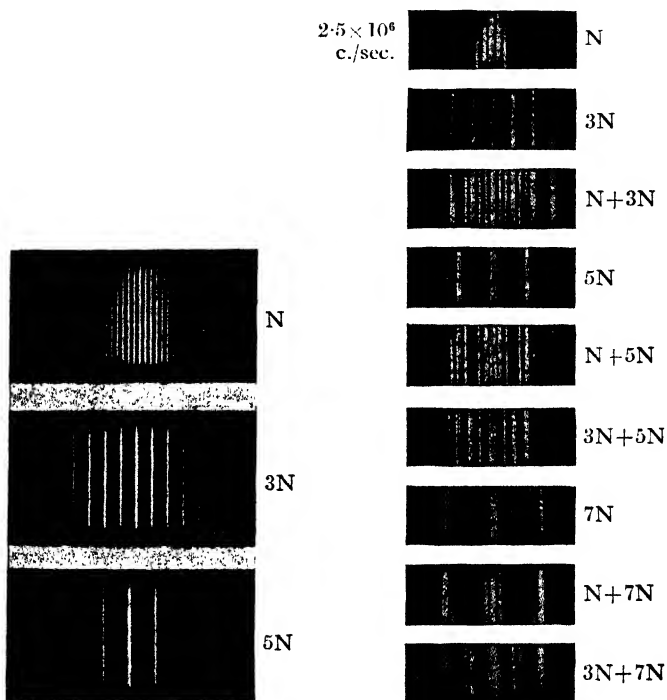 2·5 × 10⁶
c./sec.
N
3N
N+3N
5N
N+5N
3N+5N
7N
N+7N
3N+7N
N
3N
5N